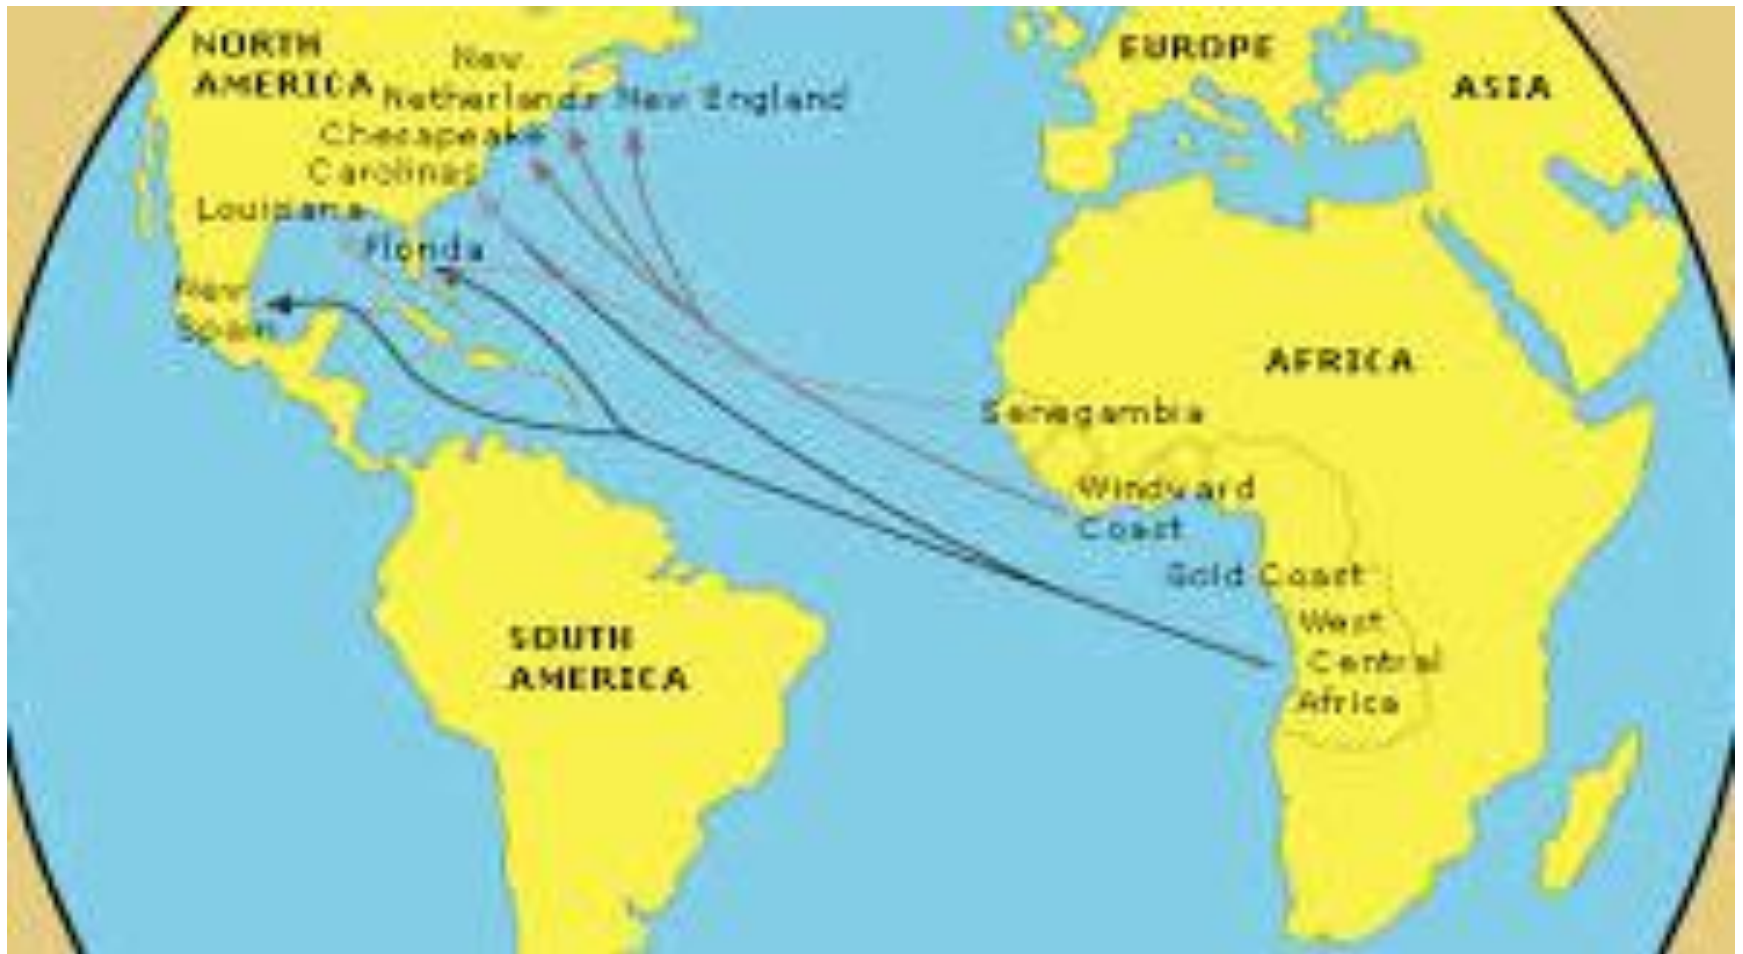 NORTH
AMERICA
New
Netherlands
New England
Chesapeake
Carolinas
Louisiana
Florida
New
Spain
EUROPE
ASIA
AFRICA
Senegambia
Windward
Coast
Gold Coast
West
Central
Africa
SOUTH
AMERICA